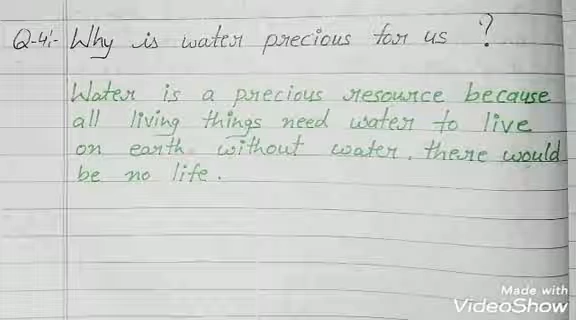 Q-4:- Why is water precious for us ?
Water is a precious resource because
all living things need water to live
on earth without water. there would
be no life.
Made with
VideoShow